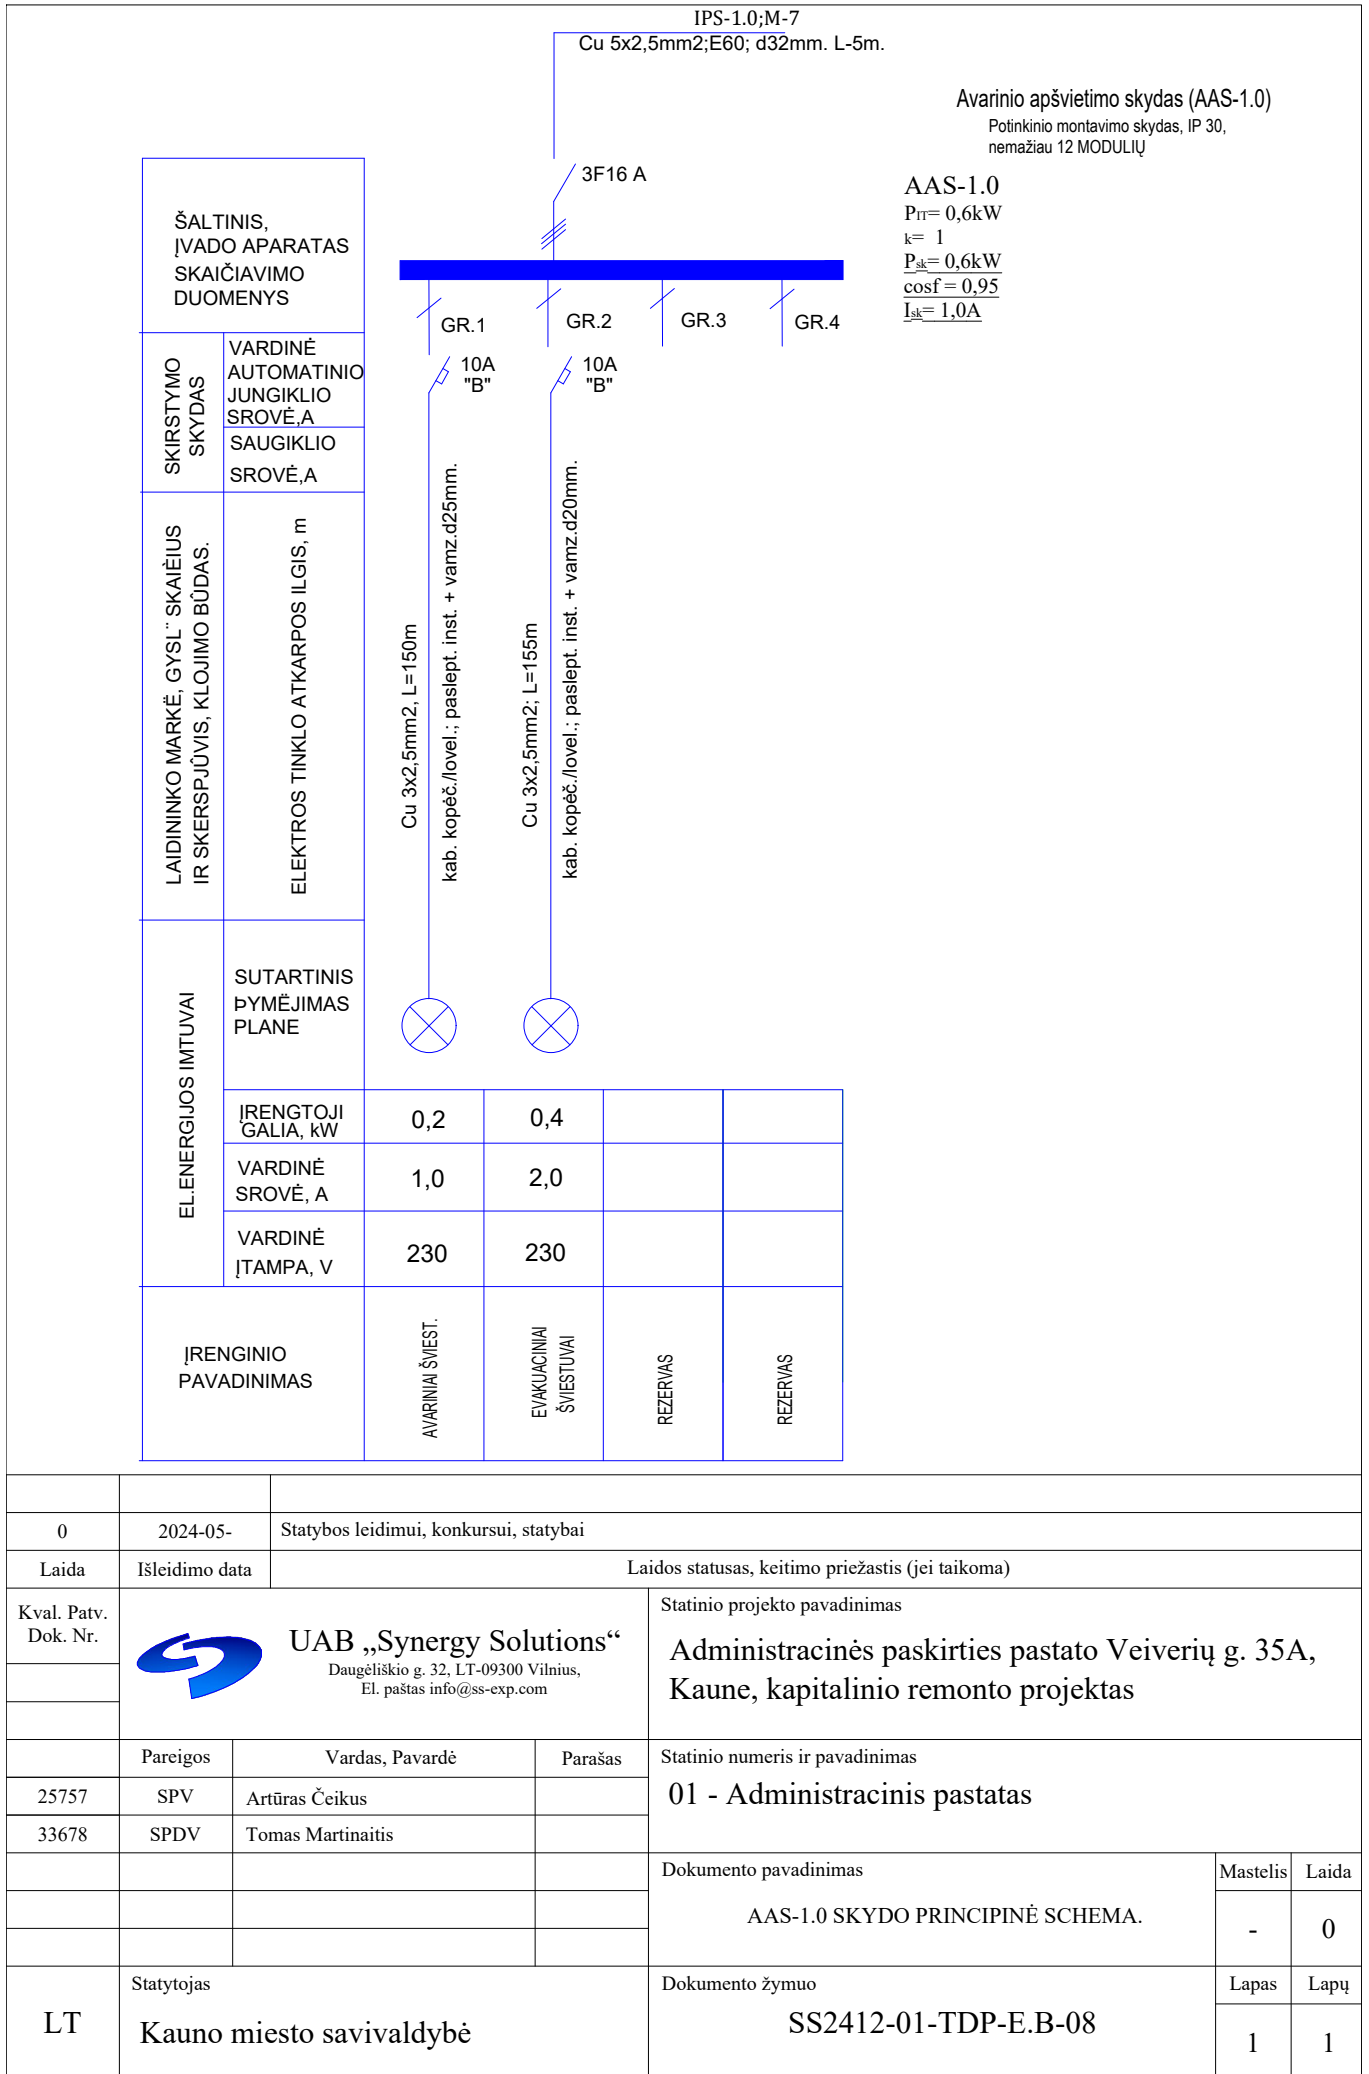 IPS-1.0;M-7
Cu 5x2,5mm2;E60; d32mm. L-5m.
Avarinio apšvietimo skydas (AAS-1.0)
Potinkinio montavimo skydas, IP 30,
nemažiau 12 MODULIŲ
AAS-1.0
PIT= 0,6kW
k= 1
Psk= 0,6kW
cosf = 0,95
Isk= 1,0A
3F16 A
ŠALTINIS,
ĮVADO APARATAS
SKAIČIAVIMO
DUOMENYS
GR.1
GR.2
GR.3
GR.4
SKIRSTYMO
SKYDAS
VARDINĖ
AUTOMATINIO
JUNGIKLIO
SROVĖ,A
10A
"B"
10A
"B"
SAUGIKLIO
SROVĖ,A
LAIDININKO MARKË, GYSL¨ SKAIÈIUS
IR SKERSPJÛVIS, KLOJIMO BÛDAS.
ELEKTROS TINKLO ATKARPOS ILGIS, m
Cu 3x2,5mm2, L=150m
kab. kopėč./lovel.; paslept. inst. + vamz.d25mm.
Cu 3x2,5mm2; L=155m
kab. kopėč./lovel.; paslept. inst. + vamz.d20mm.
EL.ENERGIJOS IMTUVAI
SUTARTINIS
ÞYMËJIMAS
PLANE
ĮRENGTOJI
GALIA, kW
0,2
0,4
VARDINĖ
SROVĖ, A
1,0
2,0
VARDINĖ
ĮTAMPA, V
230
230
ĮRENGINIO
PAVADINIMAS
AVARINIAI ŠVIEST.
EVAKUACINIAI
ŠVIESTUVAI
REZERVAS
REZERVAS
0
2024-05-
Statybos leidimui, konkursui, statybai
Laida
Išleidimo data
Laidos statusas, keitimo priežastis (jei taikoma)
Kval. Patv.
Dok. Nr.
UAB „Synergy Solutions“
Daugėliškio g. 32, LT-09300 Vilnius,
El. paštas info@ss-exp.com
Statinio projekto pavadinimas
Administracinės paskirties pastato Veiverių g. 35A,
Kaune, kapitalinio remonto projektas
Pareigos
Vardas, Pavardė
Parašas
Statinio numeris ir pavadinimas
01 - Administracinis pastatas
25757
SPV
Artūras Čeikus
33678
SPDV
Tomas Martinaitis
Dokumento pavadinimas
Mastelis
Laida
AAS-1.0 SKYDO PRINCIPINĖ SCHEMA.
-
0
LT
Statytojas
Kauno miesto savivaldybė
Dokumento žymuo
SS2412-01-TDP-E.B-08
Lapas
Lapų
1
1